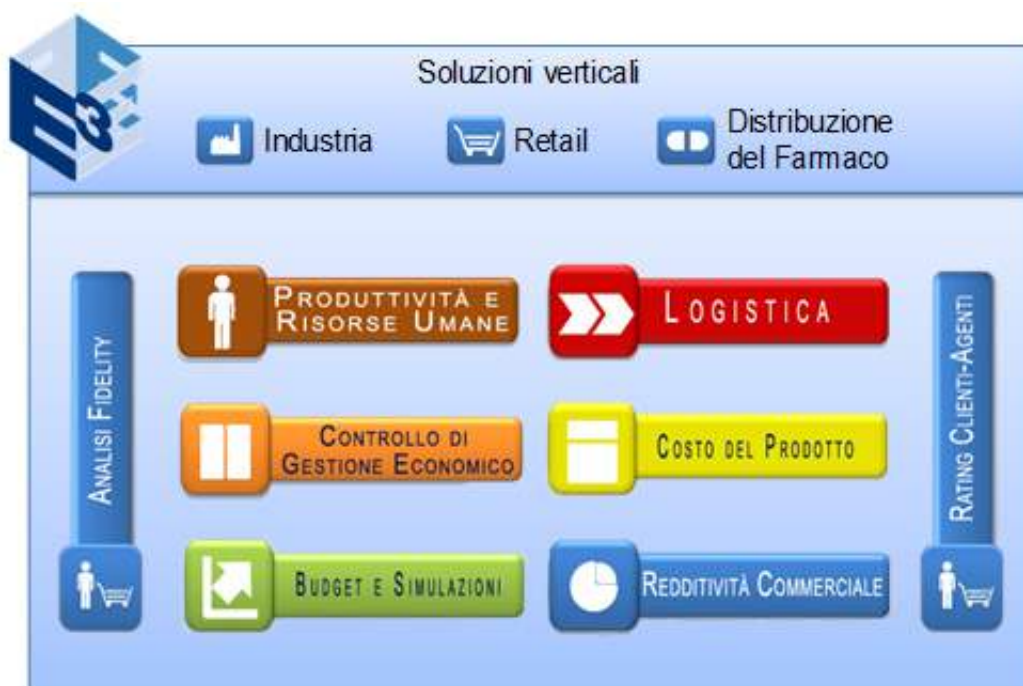 E3
Soluzioni verticali
Industria
Retail
Distribuzione
del Farmaco
ANALISI FIDELITY
PRODUTTIVITÀ E
RISORSE UMANE
LOGISTICA
CONTROLLO DI
GESTIONE ECONOMICO
COSTO DEL PRODOTTO
BUDGET E SIMULAZIONI
REDDITIVITÀ COMMERCIALE
RATING CLIENTI-AGENTI